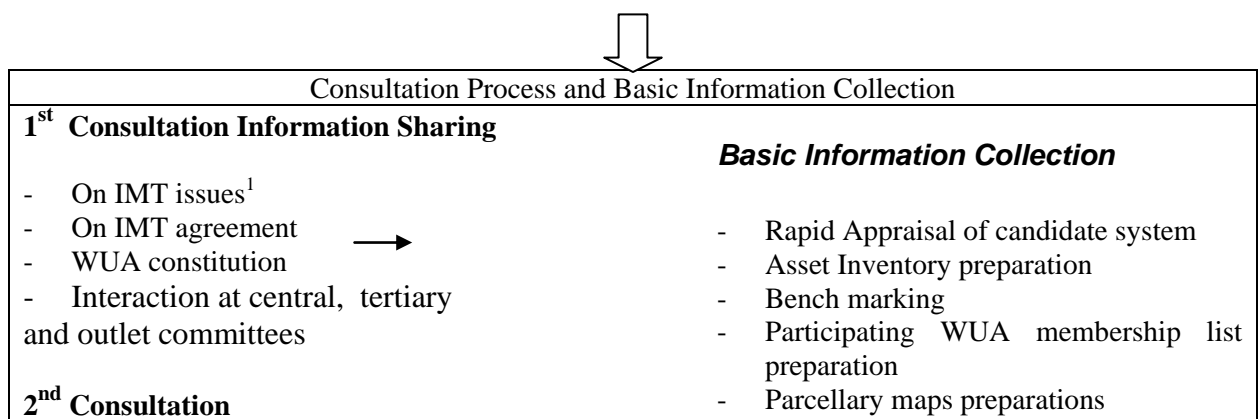 Consultation Process and Basic Information Collection
1st Consultation Information Sharing
- On IMT issues1
- On IMT agreement
- WUA constitution
- Interaction at central, tertiary
and outlet committees
2nd Consultation
Basic Information Collection
- Rapid Appraisal of candidate system
- Asset Inventory preparation
- Bench marking
- Participating WUA membership list
preparation
- Parcellary maps preparations